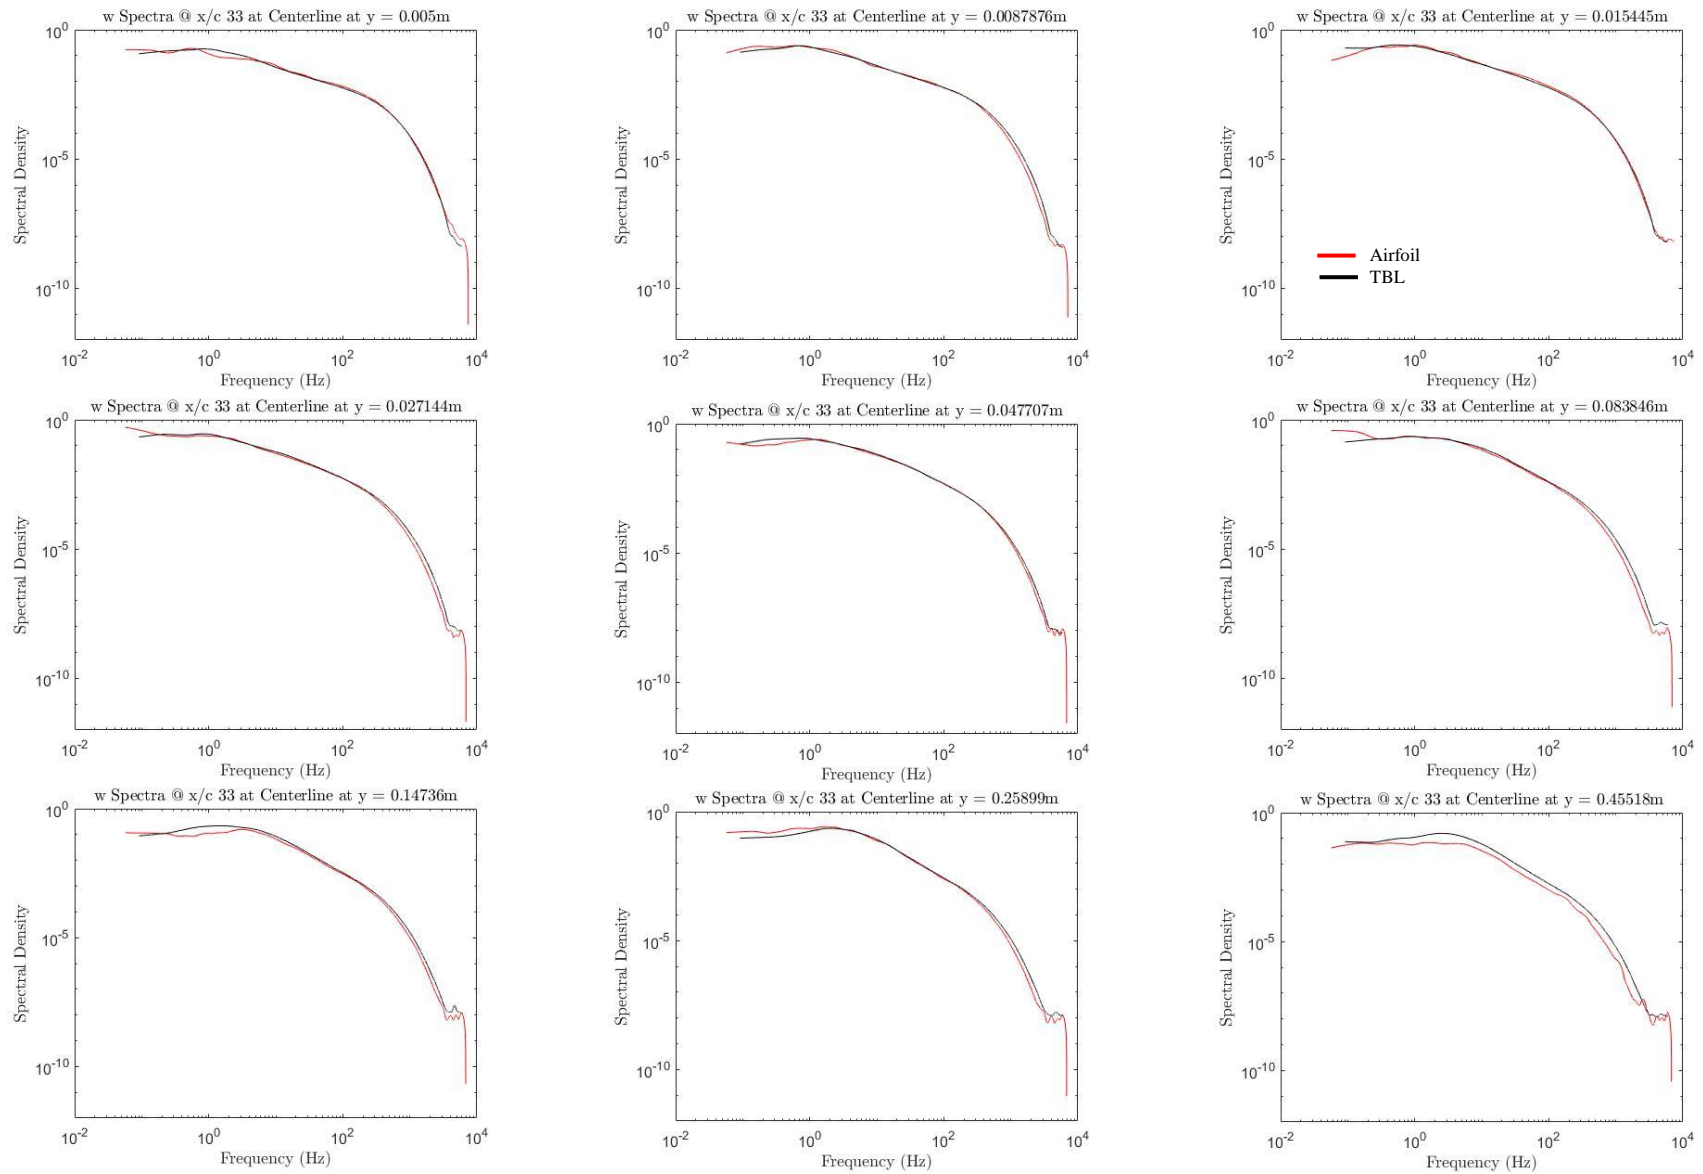 w Spectra @ x/c 33 at Centerline at y = 0.005m
10^0
10^-5
10^-10
Spectral Density
10^-2 10^0 10^2 10^4
Frequency (Hz)
w Spectra @ x/c 33 at Centerline at y = 0.0087876m
10^0
10^-5
10^-10
Spectral Density
10^-2 10^0 10^2 10^4
Frequency (Hz)
w Spectra @ x/c 33 at Centerline at y = 0.015445m
10^0
10^-5
10^-10
Spectral Density
Airfoil
TBL
10^-2 10^0 10^2 10^4
Frequency (Hz)
w Spectra @ x/c 33 at Centerline at y = 0.027144m
10^0
10^-5
10^-10
Spectral Density
10^-2 10^0 10^2 10^4
Frequency (Hz)
w Spectra @ x/c 33 at Centerline at y = 0.047707m
10^0
10^-5
10^-10
Spectral Density
10^-2 10^0 10^2 10^4
Frequency (Hz)
w Spectra @ x/c 33 at Centerline at y = 0.083846m
10^0
10^-5
10^-10
Spectral Density
10^-2 10^0 10^2 10^4
Frequency (Hz)
w Spectra @ x/c 33 at Centerline at y = 0.14736m
10^0
10^-5
10^-10
Spectral Density
10^-2 10^0 10^2 10^4
Frequency (Hz)
w Spectra @ x/c 33 at Centerline at y = 0.25899m
10^0
10^-5
10^-10
Spectral Density
10^-2 10^0 10^2 10^4
Frequency (Hz)
w Spectra @ x/c 33 at Centerline at y = 0.45518m
10^0
10^-5
10^-10
Spectral Density
10^-2 10^0 10^2 10^4
Frequency (Hz)